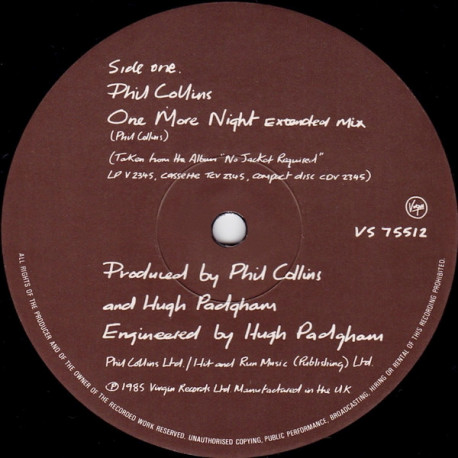 Side one.
Phil Collins
One More Night Extended Mix
(Phil Collins)
(Taken from the Album "No Jacket Required"
LP V 2345, cassette TCV 2345, compact disc CDV 2345)
Virgin
VS 75512
Produced by Phil Collins
and Hugh Padgham
Engineered by Hugh Padgham
Phil Collins Ltd./Hit and Run Music (Publishing) Ltd.
℗ 1985 Virgin Records Ltd Manufactured in the U.K
ALL RIGHTS OF THE PRODUCER AND OF THE OWNER OF THE RECORDED WORK RESERVED, UNAUTHORISED COPYING, PUBLIC PERFORMANCE, BROADCASTING, HIRING OR RENTAL OF THIS RECORDING PROHIBITED.